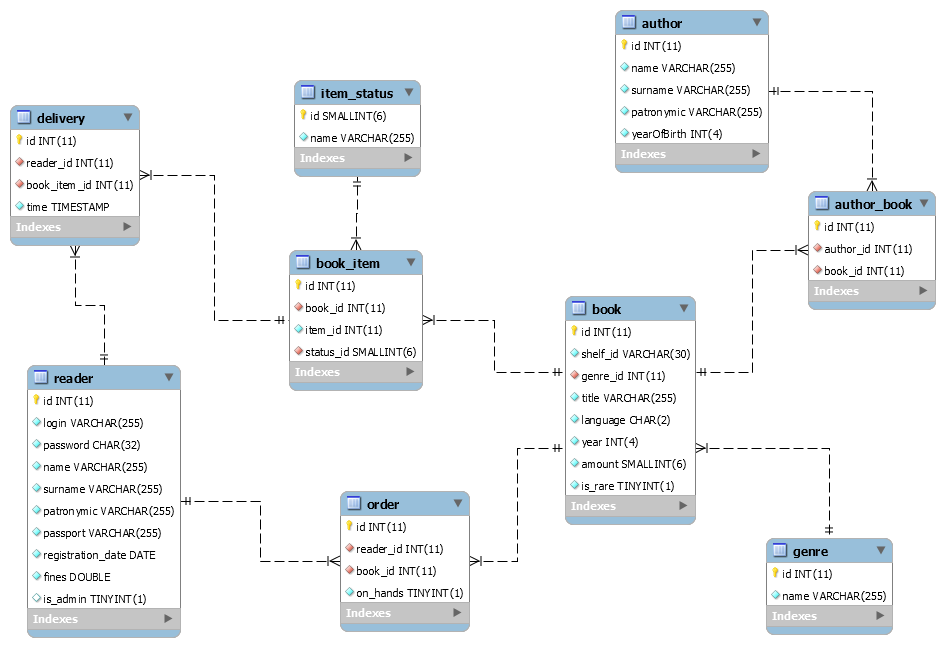 author
id INT(11)
name VARCHAR(255)
surname VARCHAR(255)
patronymic VARCHAR(255)
yearOfBirth INT(4)
Indexes
item_status
id SMALLINT(6)
name VARCHAR(255)
Indexes
delivery
id INT(11)
reader_id INT(11)
book_item_id INT(11)
time TIMESTAMP
Indexes
author_book
id INT(11)
author_id INT(11)
book_id INT(11)
Indexes
book_item
id INT(11)
book_id INT(11)
item_id INT(11)
status_id SMALLINT(6)
Indexes
book
id INT(11)
shelf_id VARCHAR(30)
genre_id INT(11)
title VARCHAR(255)
language CHAR(2)
year INT(4)
amount SMALLINT(6)
is_rare TINYINT(1)
Indexes
reader
id INT(11)
login VARCHAR(255)
password CHAR(32)
name VARCHAR(255)
surname VARCHAR(255)
patronymic VARCHAR(255)
passport VARCHAR(255)
registration_date DATE
fines DOUBLE
is_admin TINYINT(1)
Indexes
order
id INT(11)
reader_id INT(11)
book_id INT(11)
on_hands TINYINT(1)
Indexes
genre
id INT(11)
name VARCHAR(255)
Indexes